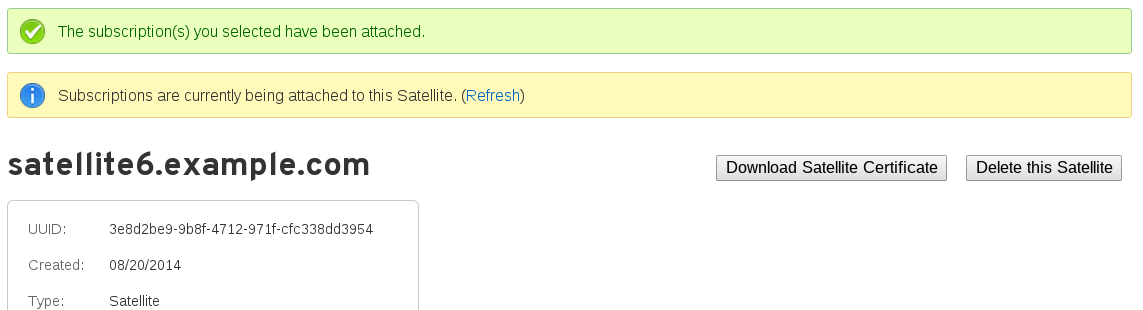 The subscription(s) you selected have been attached.
Subscriptions are currently being attached to this Satellite. (Refresh)
satellite6.example.com
Download Satellite Certificate
Delete this Satellite
UUID: 3e8d2be9-9b8f-4712-971f-cfc338dd3954
Created: 08/20/2014
Type: Satellite